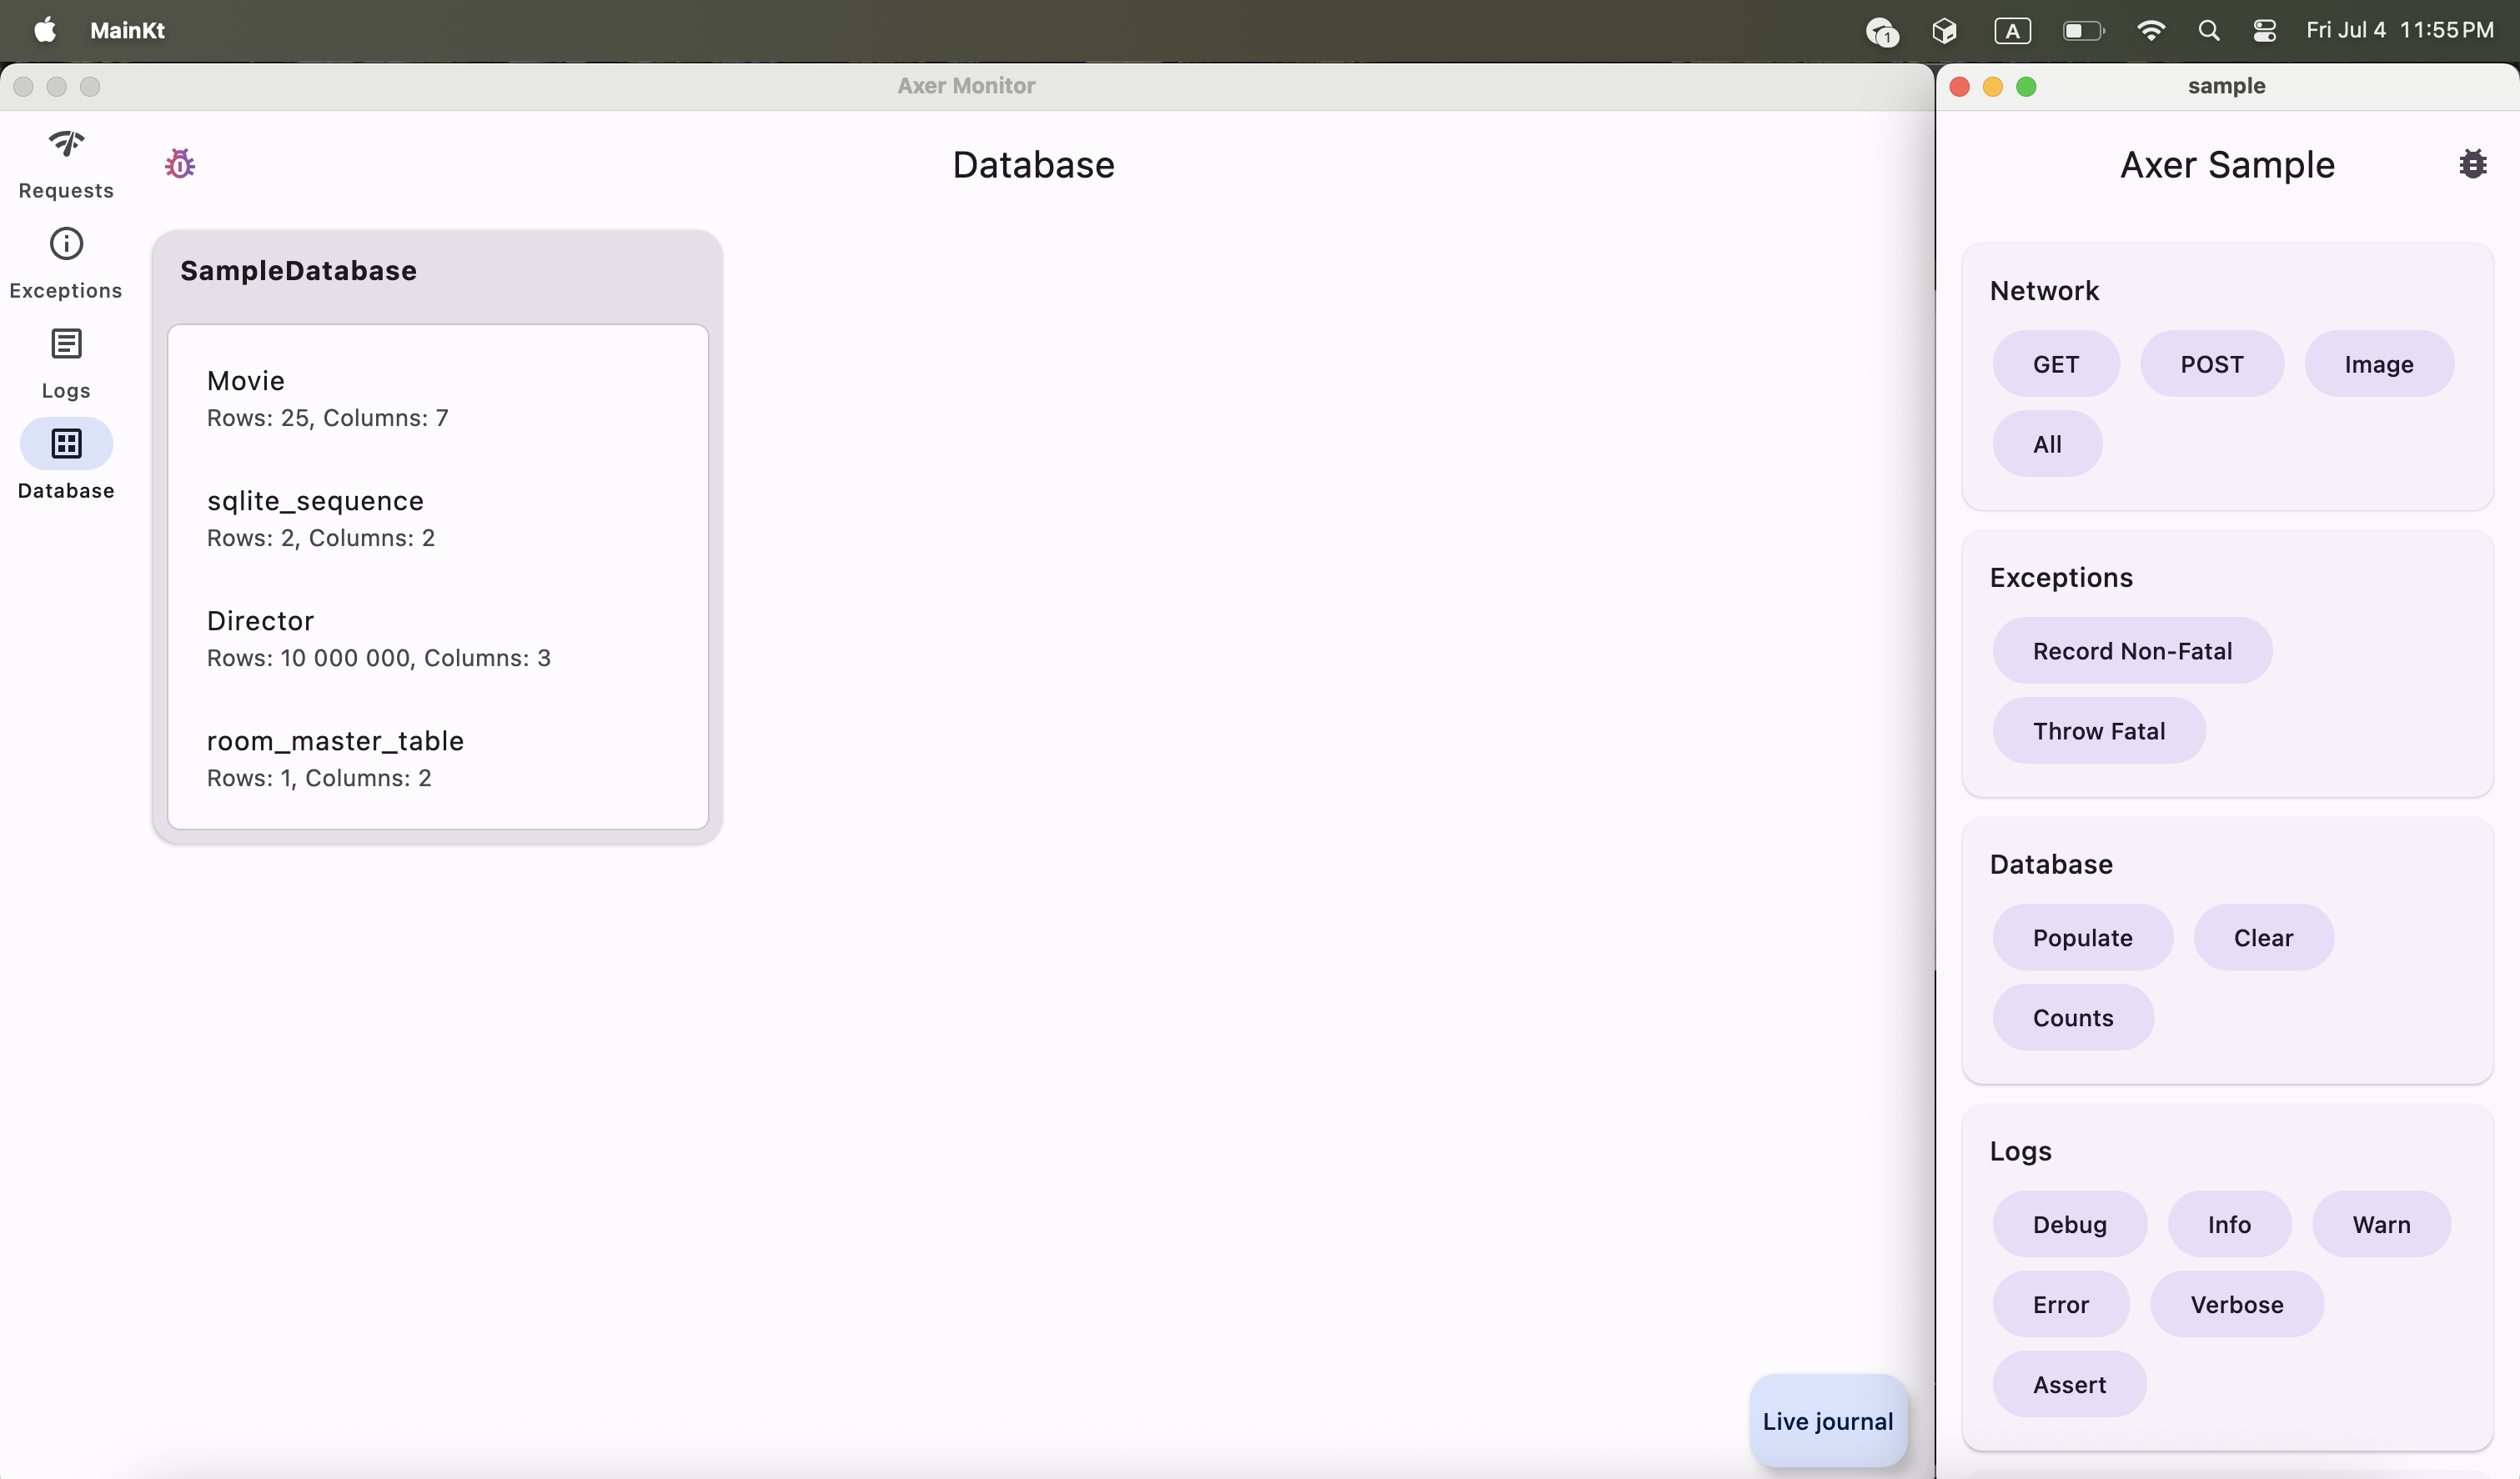 MainKt
1
A
Fri Jul 4 11:55 PM
Axer Monitor
Requests
Exceptions
Logs
Database
Database
SampleDatabase
Movie
Rows: 25, Columns: 7
sqlite_sequence
Rows: 2, Columns: 2
Director
Rows: 10 000 000, Columns: 3
room_master_table
Rows: 1, Columns: 2
Live journal
sample
Axer Sample
Network
GET POST Image
All
Exceptions
Record Non-Fatal
Throw Fatal
Database
Populate Clear
Counts
Logs
Debug Info Warn
Error Verbose
Assert